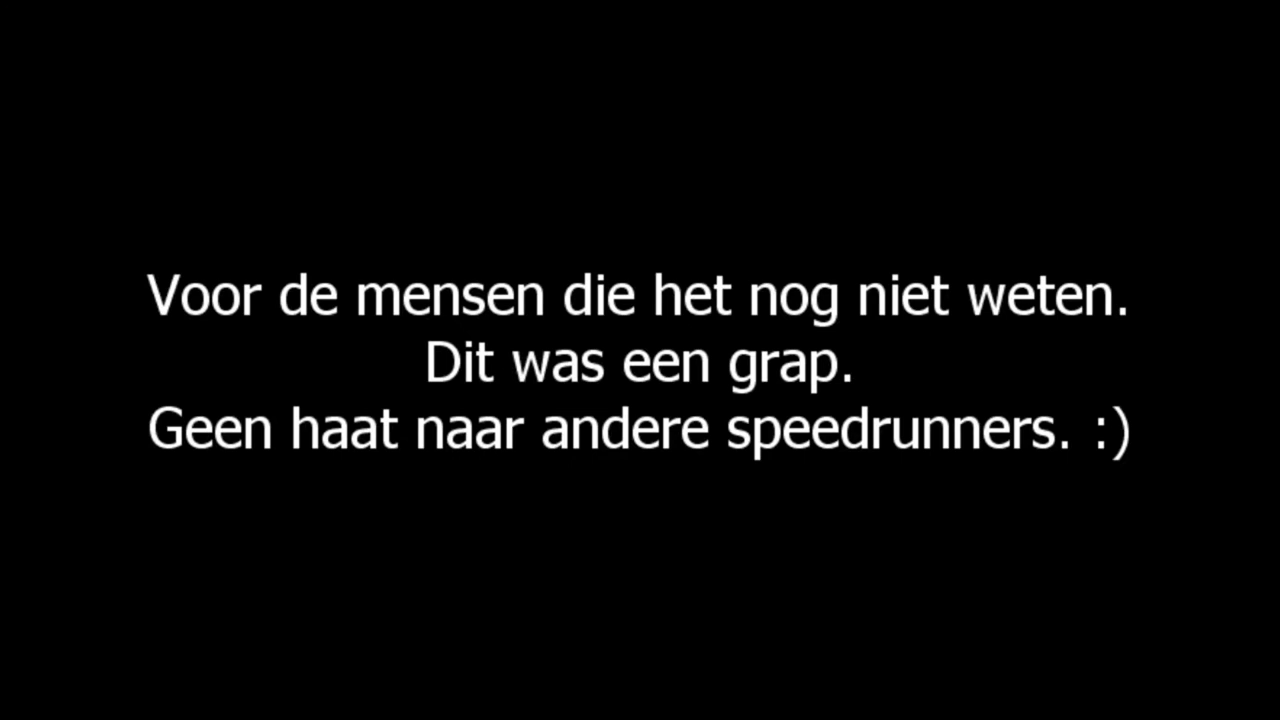 Voor de mensen die het nog niet weten.
Dit was een grap.
Geen haat naar andere speedrunners. :)